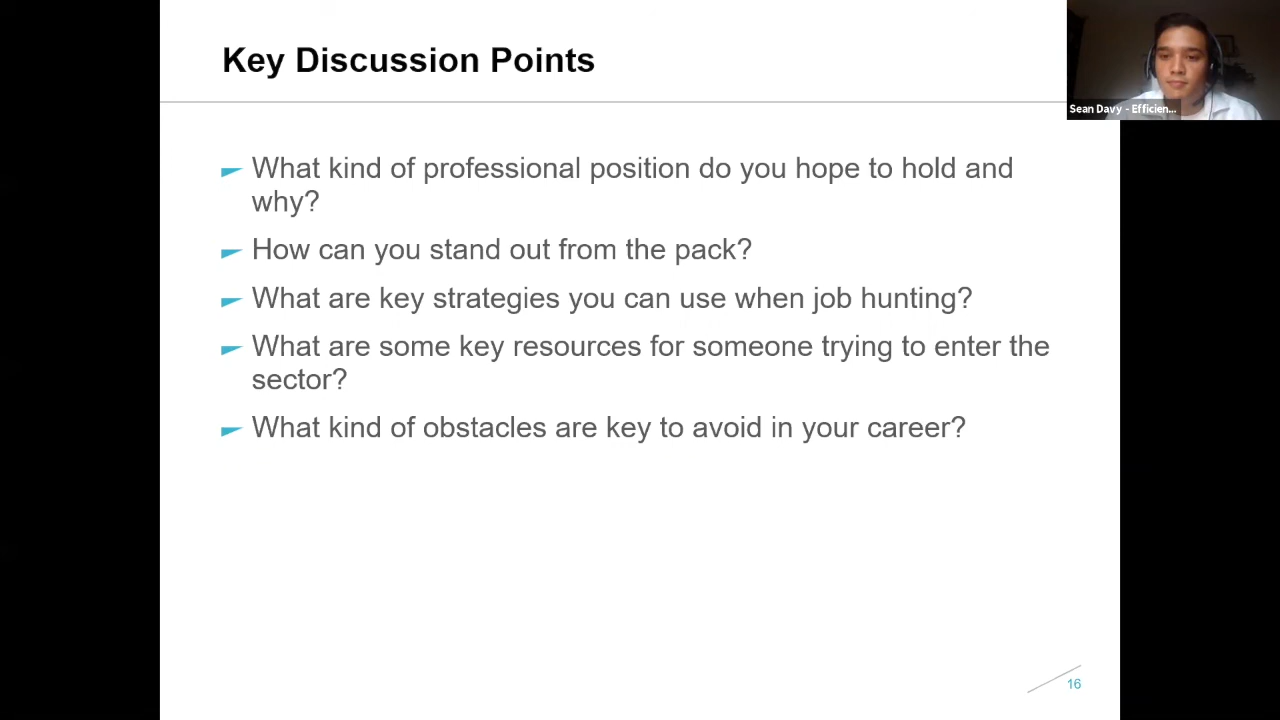 Key Discussion Points
Sean Davy - Efficien...
What kind of professional position do you hope to hold and
why?
How can you stand out from the pack?
What are key strategies you can use when job hunting?
What are some key resources for someone trying to enter the
sector?
What kind of obstacles are key to avoid in your career?
16